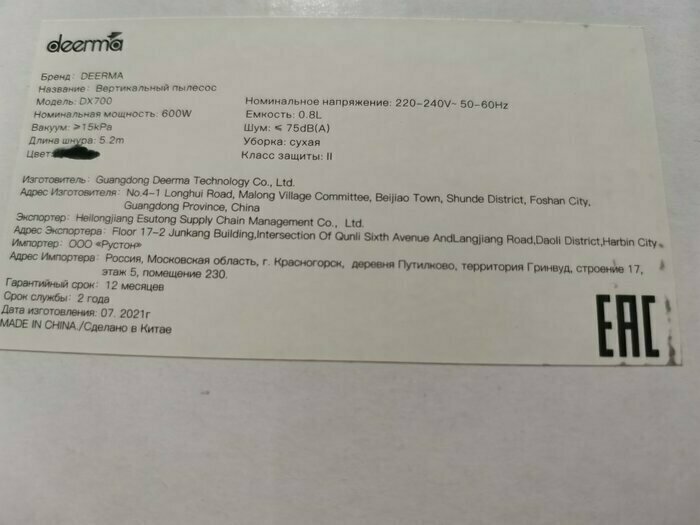 deerma
Бренд: DEERMA
Название: Вертикальный пылесос
Модель: DX700
Номинальная мощность: 600W
Вакуум: ≥15kPa
Длина шнура: 5.2m
Цвет:
Номинальное напряжение: 220-240V~ 50-60Hz
Емкость: 0.8L
Шум: ≤ 75dB(A)
Уборка: сухая
Класс защиты: II
Изготовитель: Guangdong Deerma Technology Co., Ltd.
Адрес Изготовителя: No.4-1 Longhui Road, Malong Village Committee, Beijiao Town, Shunde District, Foshan City,
Guangdong Province, China
Экспортер: Heilongjiang Esutong Supply Chain Management Co., Ltd.
Адрес Экспортера: Floor 17-2 Junkang Building,Intersection Of Qunli Sixth Avenue AndLangjiang Road,Daoli District,Harbin City
Импортер: ООО «Рустон»
Адрес Импортера: Россия, Московская область, г. Красногорск, деревня Путилково, территория Гринвуд, строение 17,
этаж 5, помещение 230.
Гарантийный срок: 12 месяцев
Срок службы: 2 года
Дата изготовления: 07. 2021г
MADE IN CHINA./Сделано в Китае
EAC